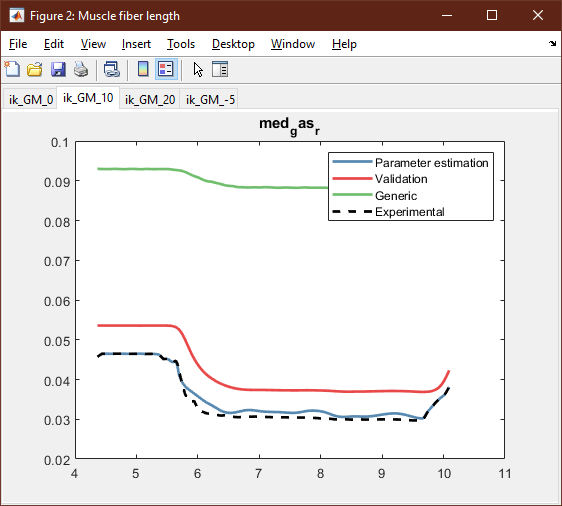 Figure 2: Muscle fiber length
File Edit View Insert Tools Desktop Window Help
ik_GM_0 ik_GM_10 ik_GM_20 ik_GM_-5
med_gas_r
0.1
0.09
0.08
0.07
0.06
0.05
0.04
0.03
0.02
Parameter estimation
Validation
Generic
Experimental
4 5 6 7 8 9 10 11